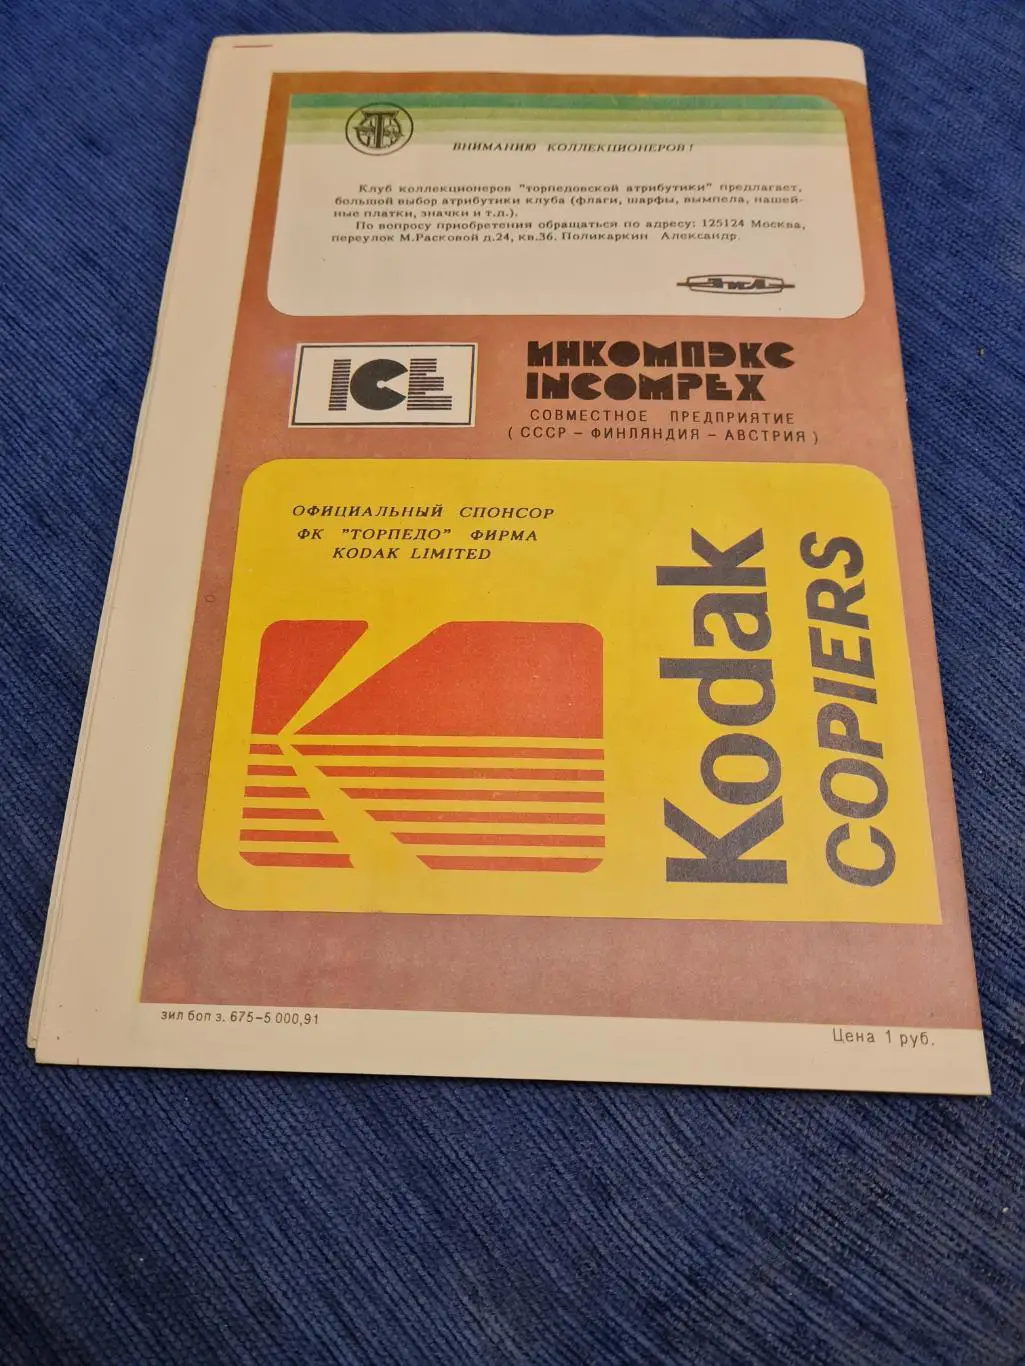 ВНИМАНИЮ КОЛЛЕКЦИОНЕРОВ!
Клуб коллекционеров "торпедовской атрибутики" предлагает,
большой выбор атрибутики клуба (флаги, шарфы, вымпела, нашей-
ные платки, значки и т.д.).
По вопросу приобретения обращаться по адресу: 125124 Москва,
переулок М.Расковой д.24, кв.36. Поликаркин Александр.
ЗИЛ
ICE
ИНКОМПЭКС
INCOMPEX
СОВМЕСТНОЕ ПРЕДПРИЯТИЕ
(СССР - ФИНЛЯНДИЯ - АВСТРИЯ)
ОФИЦИАЛЬНЫЙ СПОНСОР
ФК "ТОРПЕДО" ФИРМА
KODAK LIMITED
Kodak
COPIERS
зил боп з. 675-5 000,91
Цена 1 руб.